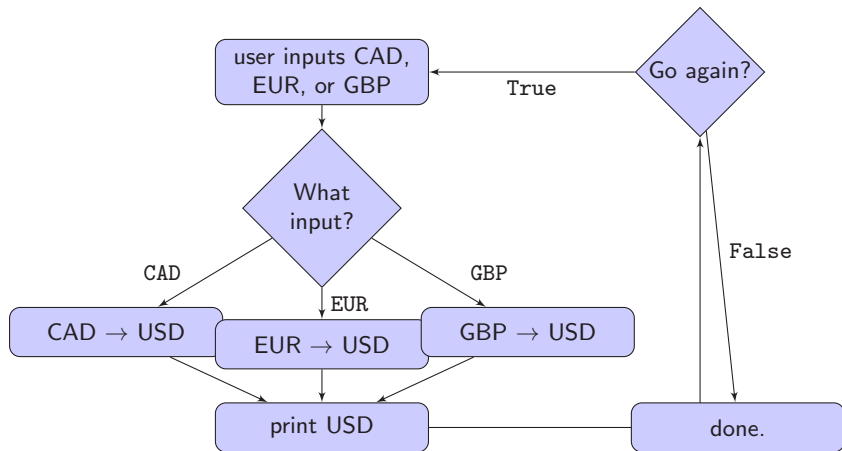 user inputs CAD,
EUR, or GBP
Go again?
True
What
input?
False
CAD
GBP
EUR
CAD → USD
EUR → USD
GBP → USD
print USD
done.